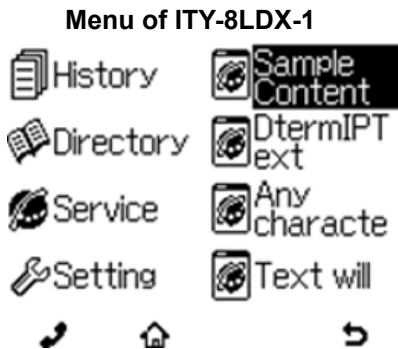 Menu of ITY-8LDX-1
History
Directory
Service
Setting
Sample
Content
DtermIPT
ext
Any
characte
Text will